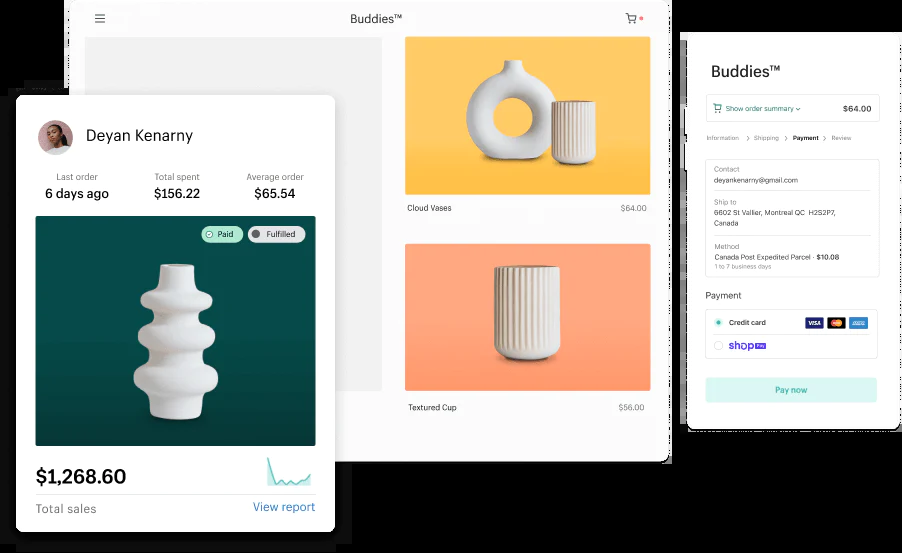 Buddies™
Deyan Kenarny
Last order
Total spent
Average order
6 days ago
$156.22
$65.54
Paid
Fulfilled
$1,268.60
Total sales
View report
Cloud Vases
$64.00
Textured Cup
$56.00
Buddies™
Show order summary
$64.00
Information > Shipping > Payment > Review
Contact
deyankenarny@gmail.com
Ship to
6602 St Vallier, Montreal QC H2S2P7,
Canada
Method
Canada Post Expedited Parcel · $10.08
1 to 7 business days
Payment
Credit card
VISA
shop Pay
Pay now